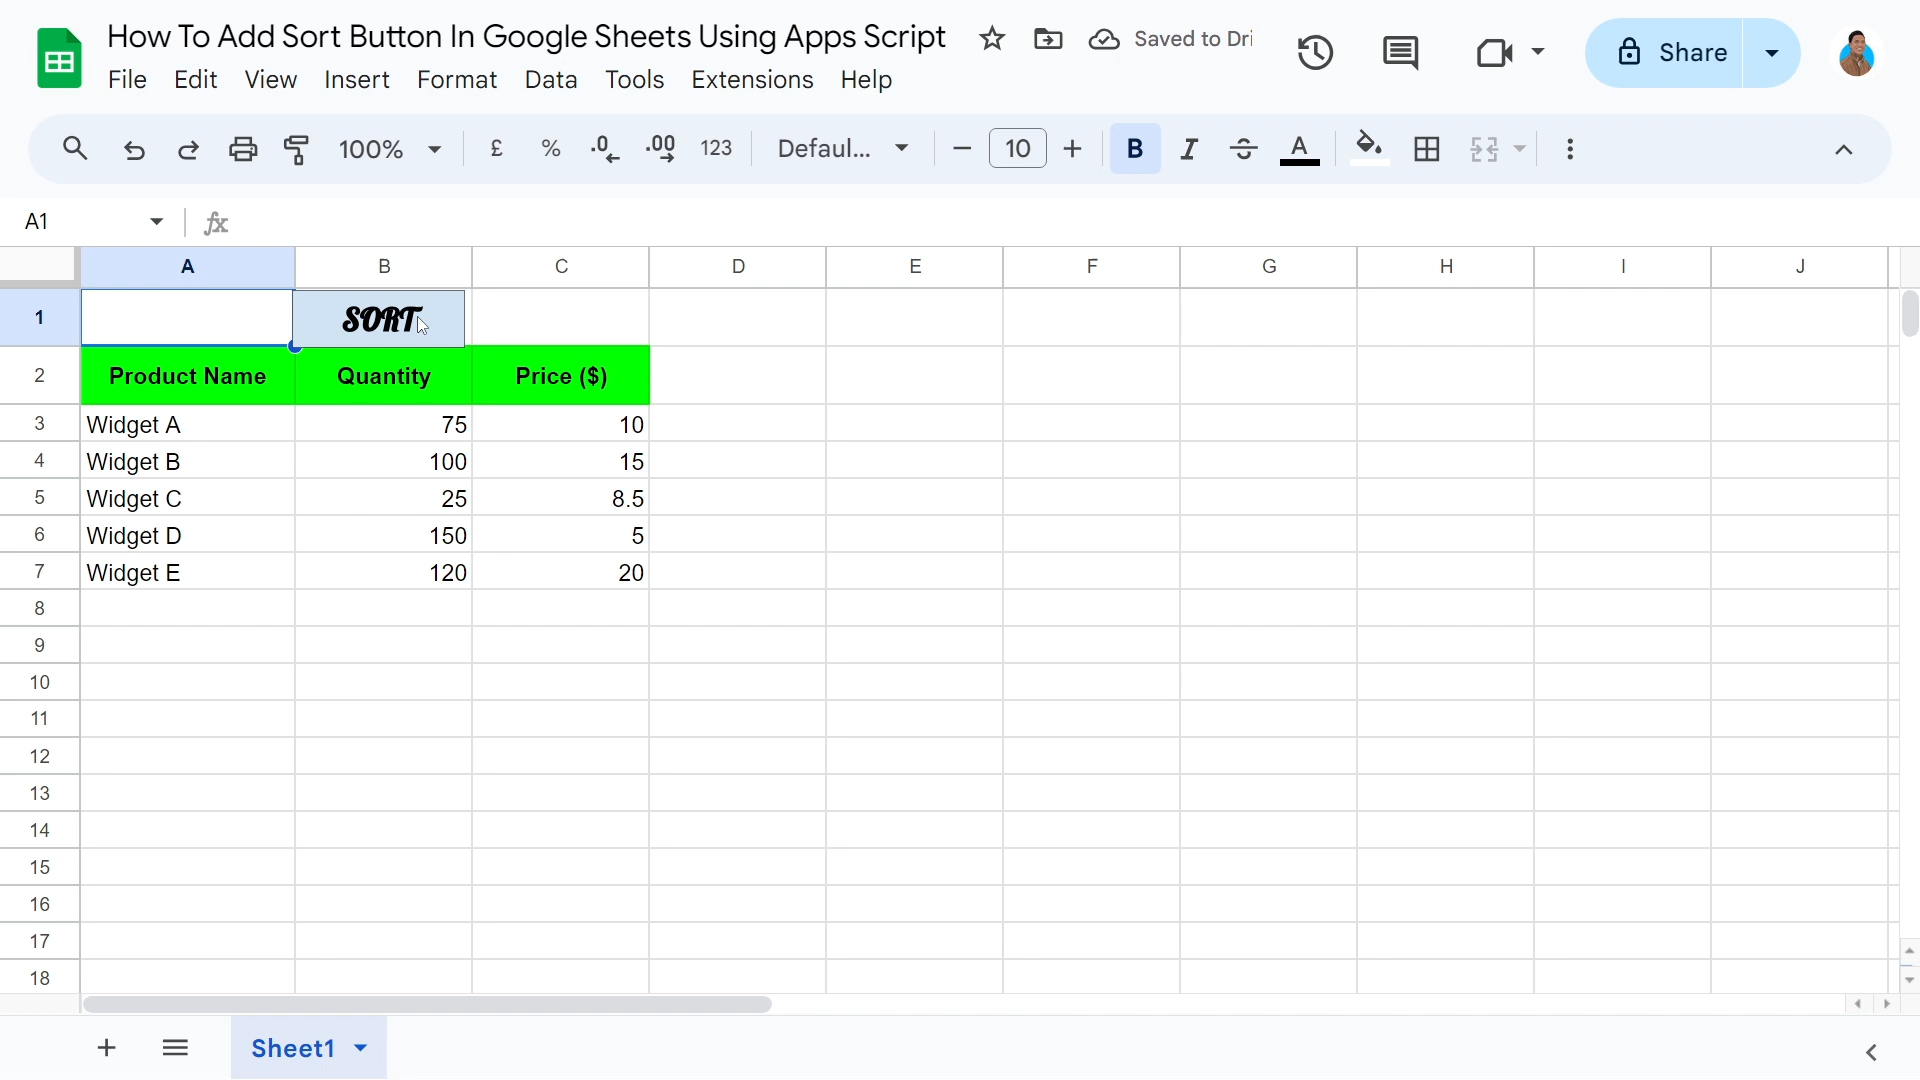 How To Add Sort Button In Google Sheets Using Apps Script Saved to Dri
File Edit View Insert Format Data Tools Extensions Help
Share
100% £ % .0 .00 123 Defaul... 10 B I S A
A1 fx
A B C D E F G H I J
1 SORT
2 Product Name Quantity Price ($)
3 Widget A 75 10
4 Widget B 100 15
5 Widget C 25 8.5
6 Widget D 150 5
7 Widget E 120 20
8
9
10
11
12
13
14
15
16
17
18
Sheet1